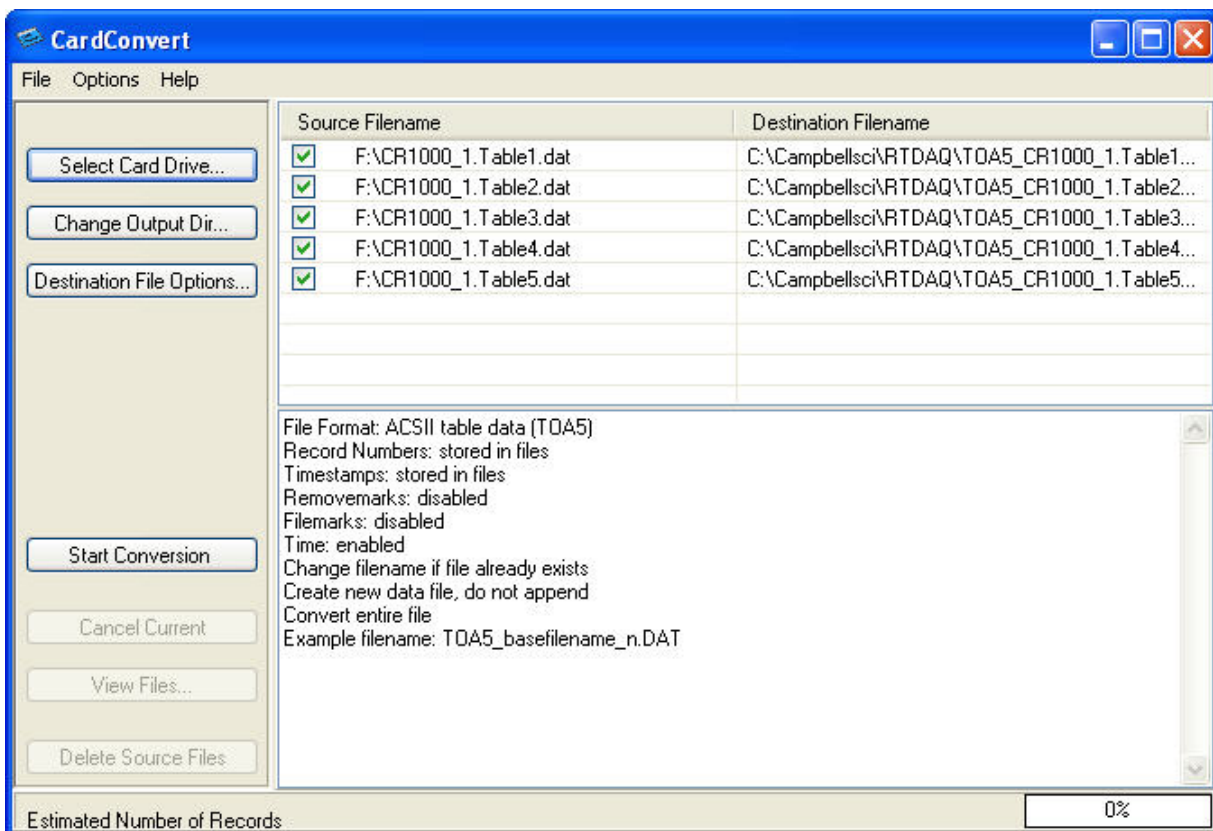 CardConvert
File Options Help
Select Card Drive...
Change Output Dir...
Destination File Options...
Start Conversion
Cancel Current
View Files...
Delete Source Files
Source Filename Destination Filename
F:\CR1000_1.Table1.dat C:\Campbellsci\RTDAQ\TOA5_CR1000_1.Table1...
F:\CR1000_1.Table2.dat C:\Campbellsci\RTDAQ\TOA5_CR1000_1.Table2...
F:\CR1000_1.Table3.dat C:\Campbellsci\RTDAQ\TOA5_CR1000_1.Table3...
F:\CR1000_1.Table4.dat C:\Campbellsci\RTDAQ\TOA5_CR1000_1.Table4...
F:\CR1000_1.Table5.dat C:\Campbellsci\RTDAQ\TOA5_CR1000_1.Table5...
File Format: ACSII table data (TOA5)
Record Numbers: stored in files
Timestamps: stored in files
Removemarks: disabled
Filemarks: disabled
Time: enabled
Change filename if file already exists
Create new data file, do not append
Convert entire file
Example filename: TOA5_basefilename_n.DAT
Estimated Number of Records
0%